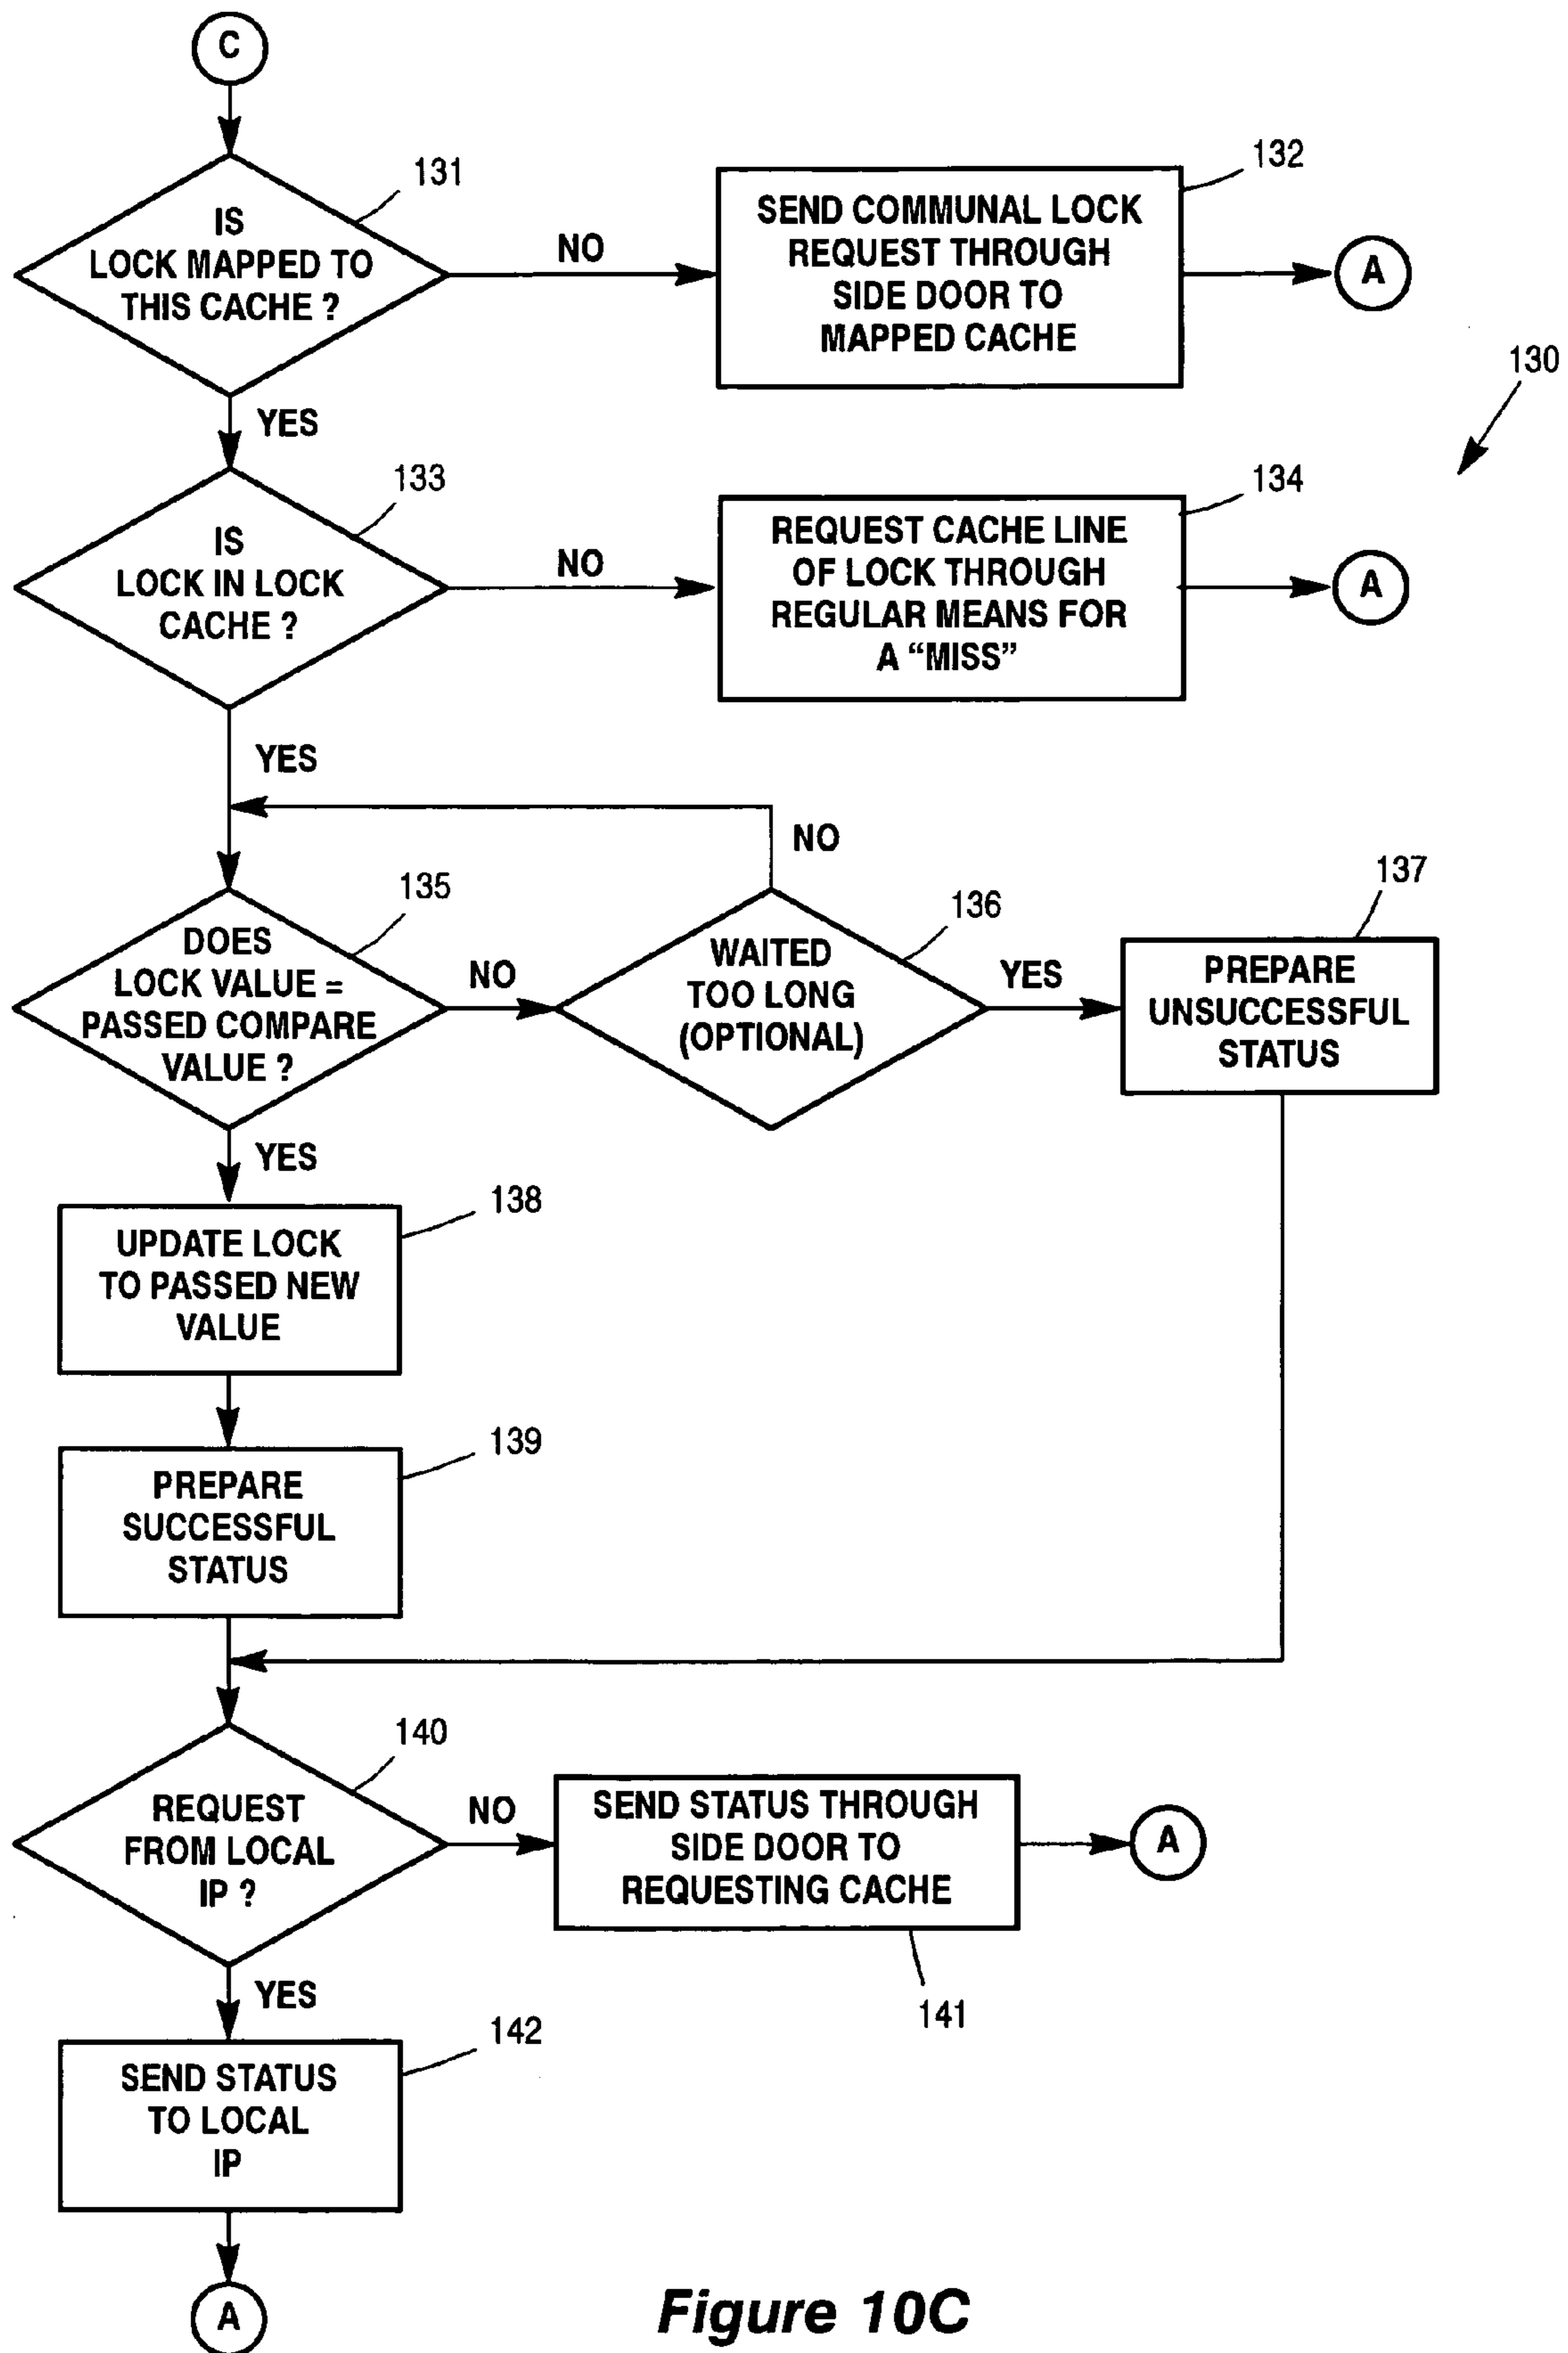 C
131
IS
LOCK MAPPED TO
THIS CACHE ?
NO
132
SEND COMMUNAL LOCK
REQUEST THROUGH
SIDE DOOR TO
MAPPED CACHE
A
130
YES
133
IS
LOCK IN LOCK
CACHE ?
NO
134
REQUEST CACHE LINE
OF LOCK THROUGH
REGULAR MEANS FOR
A “MISS”
A
YES
NO
135
DOES
LOCK VALUE =
PASSED COMPARE
VALUE ?
NO
136
WAITED
TOO LONG
(OPTIONAL)
YES
137
PREPARE
UNSUCCESSFUL
STATUS
YES
138
UPDATE LOCK
TO PASSED NEW
VALUE
139
PREPARE
SUCCESSFUL
STATUS
140
REQUEST
FROM LOCAL
IP ?
NO
SEND STATUS THROUGH
SIDE DOOR TO
REQUESTING CACHE
141
A
YES
142
SEND STATUS
TO LOCAL
IP
A
Figure 10C